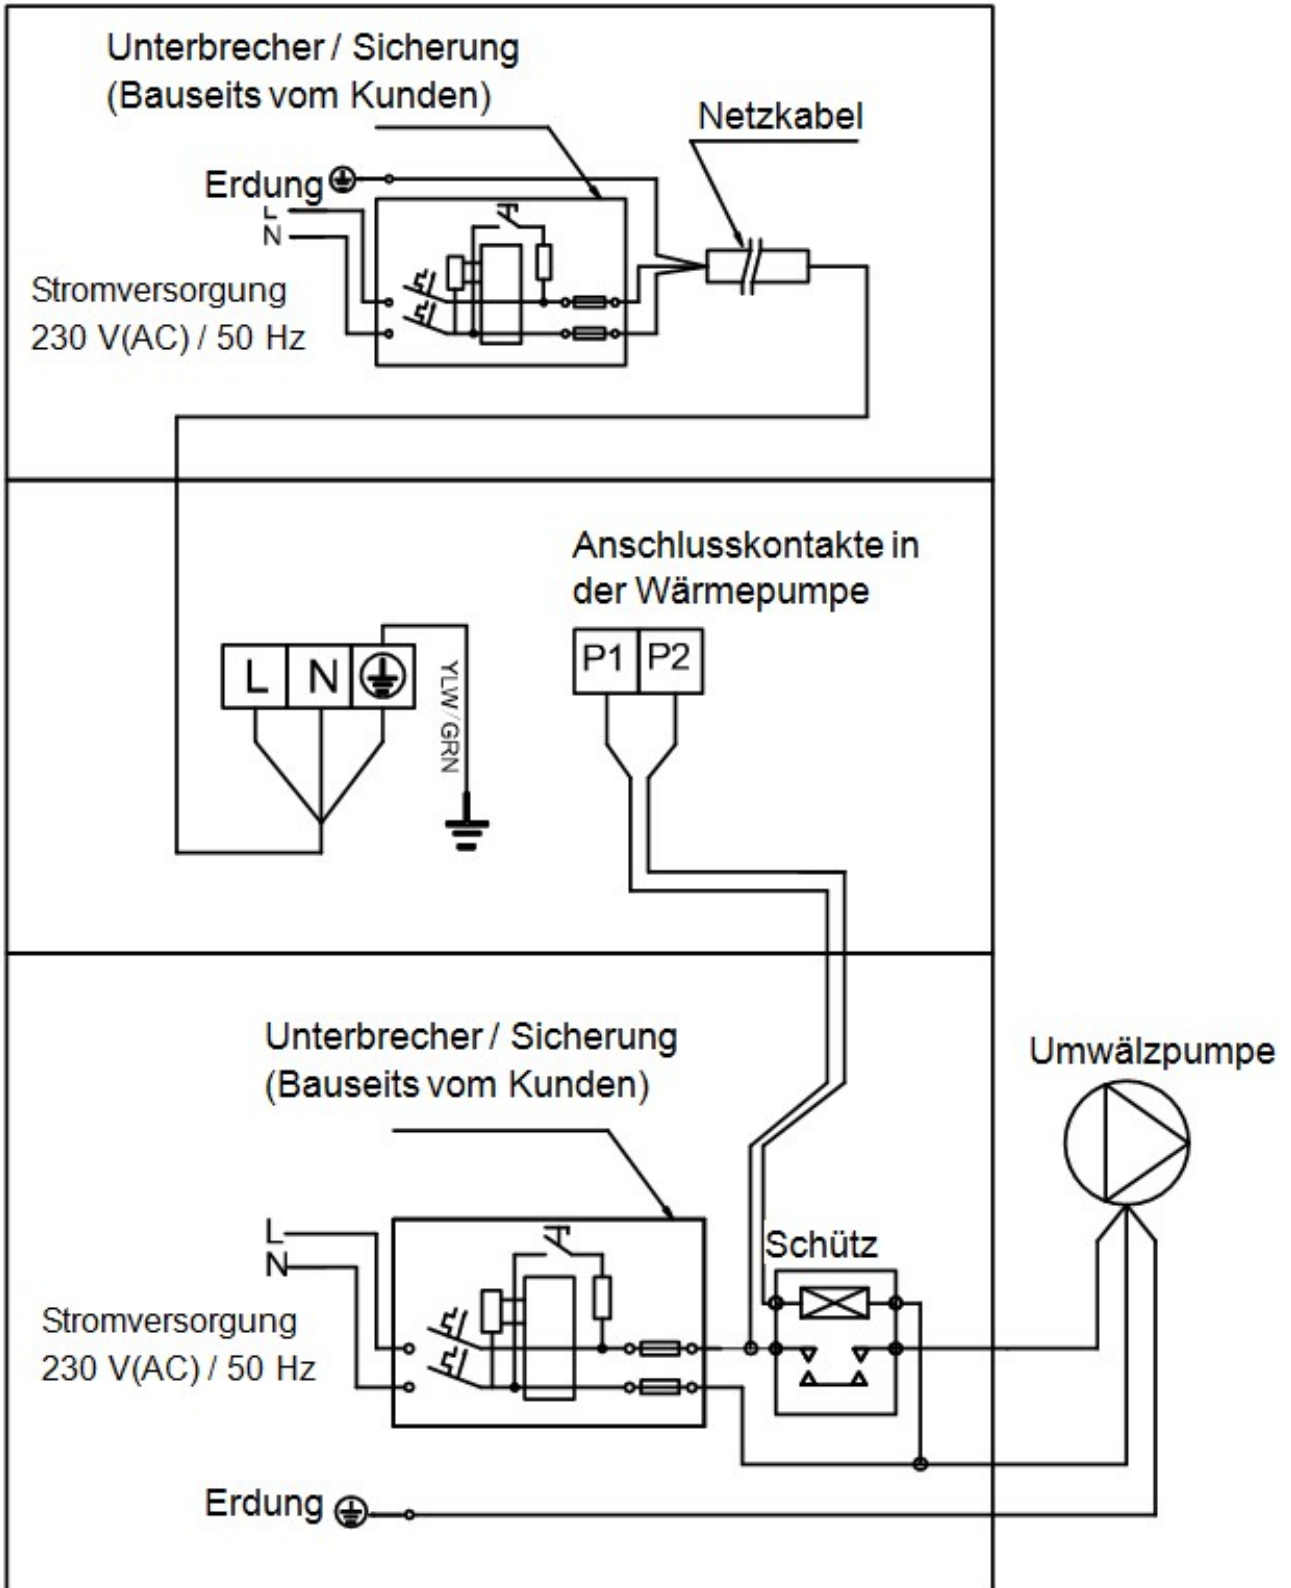 Unterbrecher / Sicherung
(Bauseits vom Kunden)
Netzkabel
Erdung
L
N
Stromversorgung
230 V(AC) / 50 Hz
Anschlusskontakte in
der Wärmepumpe
L N
P1 P2
YLW/GRN
Unterbrecher / Sicherung
(Bauseits vom Kunden)
Umwälzpumpe
L
N
Schütz
Stromversorgung
230 V(AC) / 50 Hz
Erdung